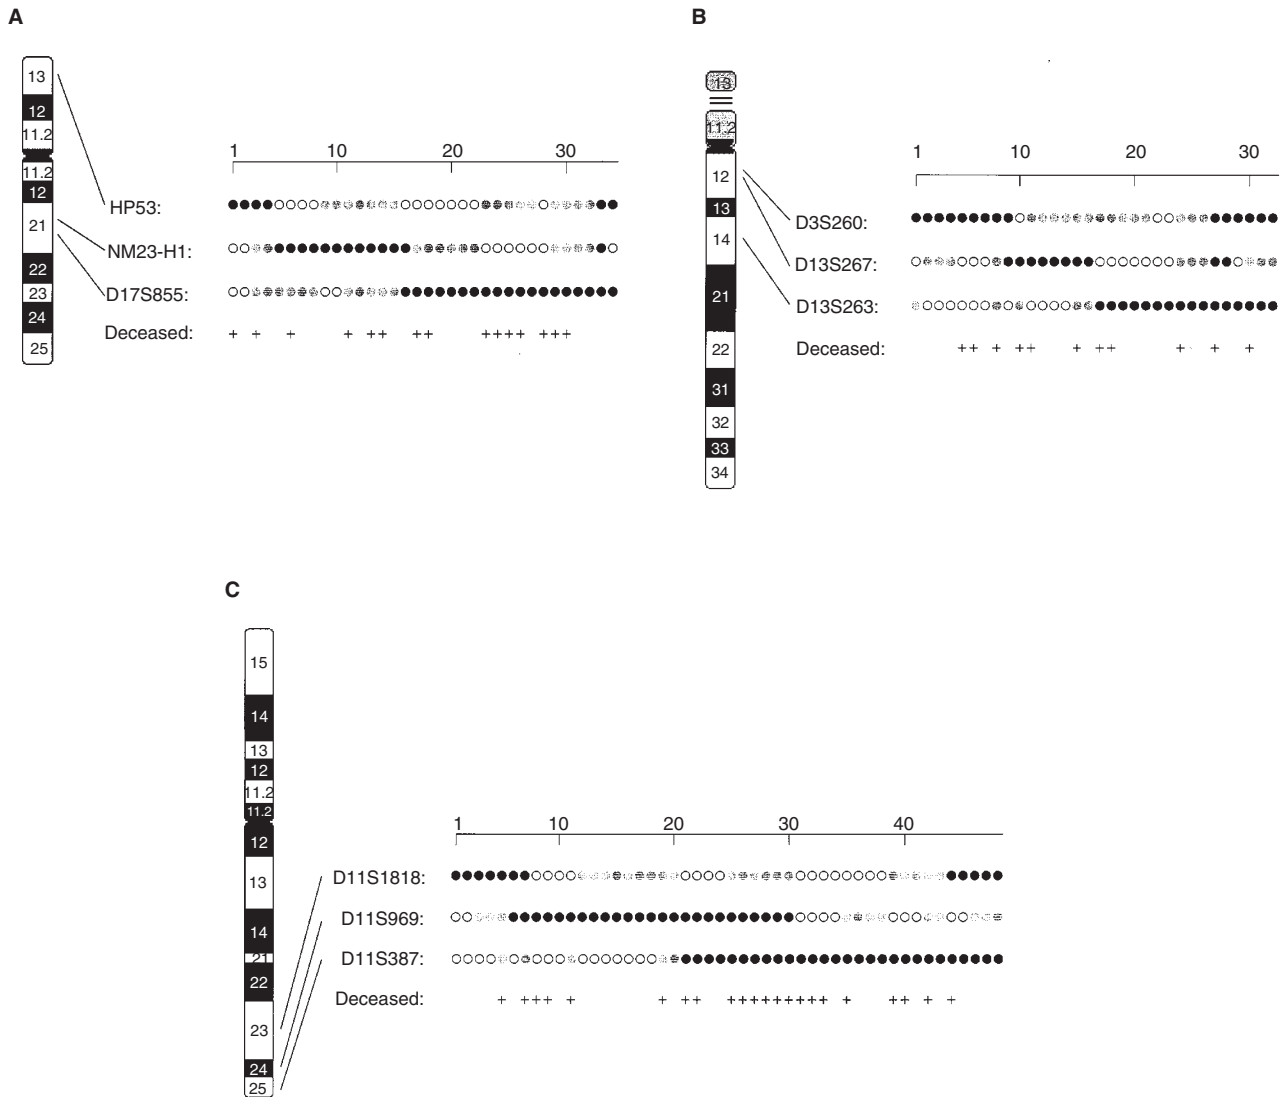 A
13
12
11.2
11.2
12
21
22
23
24
25
1 10 20 30
HP53:
NM23-H1:
D17S855:
Deceased: + + + + ++ ++ ++++ +++
B
13
11.2
12
13
14
21
22
31
32
33
34
1 10 20 30
D3S260:
D13S267:
D13S263:
Deceased: ++ + ++ + ++ + + +
C
15
14
13
12
11.2
11.2
12
13
14
21
22
23
24
25
1 10 20 30 40
D11S1818:
D11S969:
D11S387:
Deceased: + +++ + + ++ +++++++++ + ++ + +